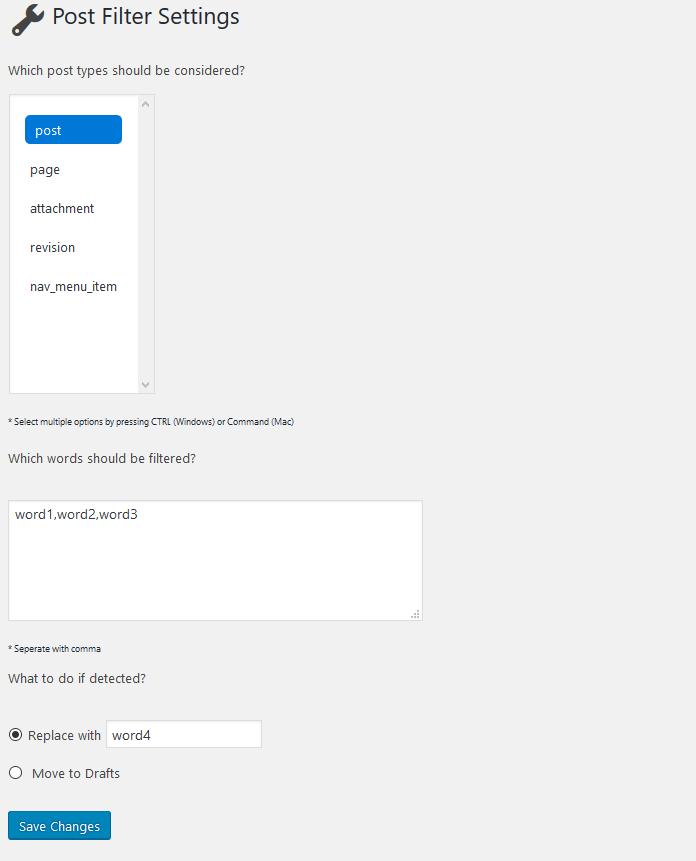 Post Filter Settings
Which post types should be considered?
post
page
attachment
revision
nav_menu_item
* Select multiple options by pressing CTRL (Windows) or Command (Mac)
Which words should be filtered?
word1,word2,word3
* Seperate with comma
What to do if detected?
Replace with word4
Move to Drafts
Save Changes